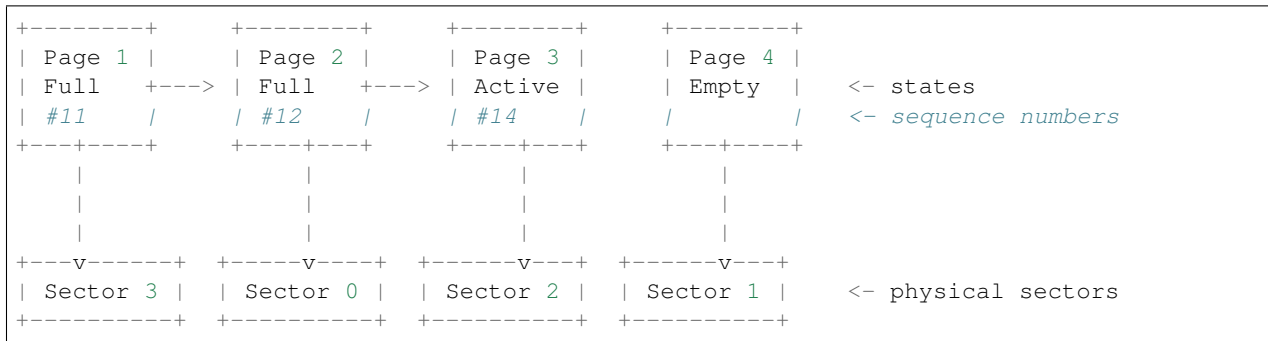 +--------+     +--------+     +--------+     +--------+
| Page 1 |     | Page 2 |     | Page 3 |     | Page 4 |
| Full   +---> | Full   +---> | Active |     | Empty  |   <- states
| #11    |     | #12    |     | #14    |     |        |   <- sequence numbers
+---+----+     +----+---+     +----+---+     +---+----+
    |               |              |             |
    |               |              |             |
    |               |              |             |
+---v------+  +-----v----+  +------v---+  +------v---+
| Sector 3 |  | Sector 0 |  | Sector 2 |  | Sector 1 |    <- physical sectors
+----------+  +----------+  +----------+  +----------+